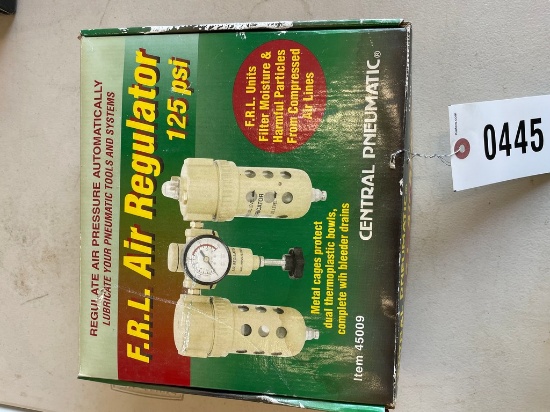 REGULATE AIR PRESSURE AUTOMATICALLY
LUBRICATE YOUR PNEUMATIC TOOLS AND SYSTEMS
F.R.L. Air Regulator
125 psi
F.R.L. Units
Filter Moisture &
Harmful Particles
From Compressed
Air Lines
Metal cages protect
dual thermoplastic bowls,
complete wih bleeder drains
CENTRAL PNEUMATIC®
Item 45009
0445